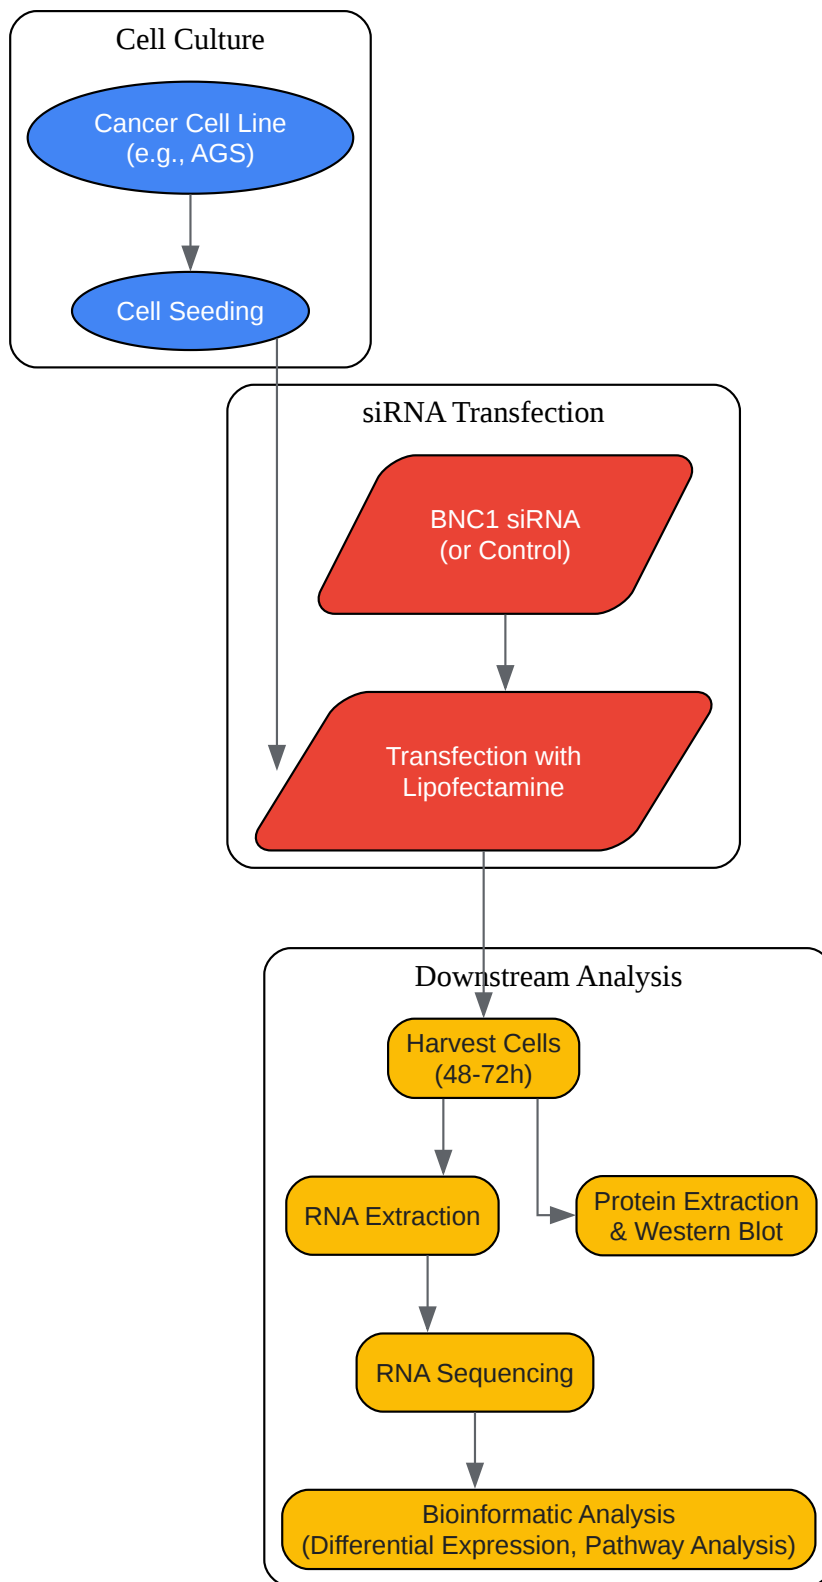 Cell Culture
Cancer Cell Line
(e.g., AGS)
Cell Seeding
siRNA Transfection
BNC1 siRNA
(or Control)
Transfection with
Lipofectamine
Downstream Analysis
Harvest Cells
(48-72h)
RNA Extraction
Protein Extraction
& Western Blot
RNA Sequencing
Bioinformatic Analysis
(Differential Expression, Pathway Analysis)